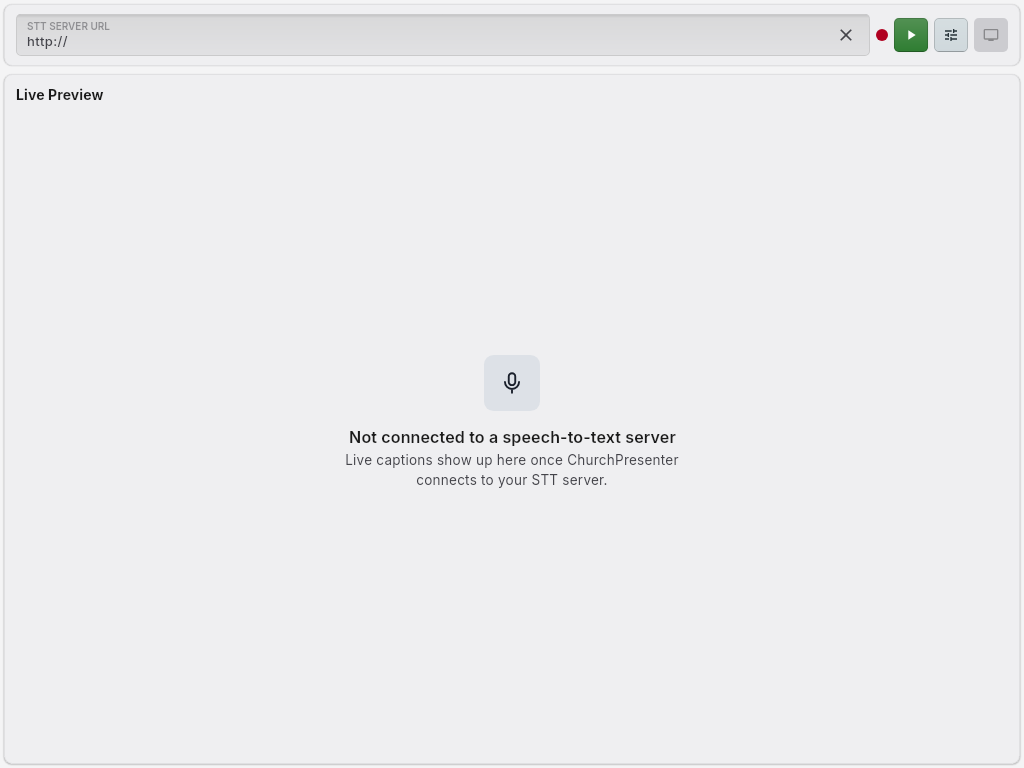 STT SERVER URL
http://
Live Preview
Not connected to a speech-to-text server
Live captions show up here once ChurchPresenter
connects to your STT server.